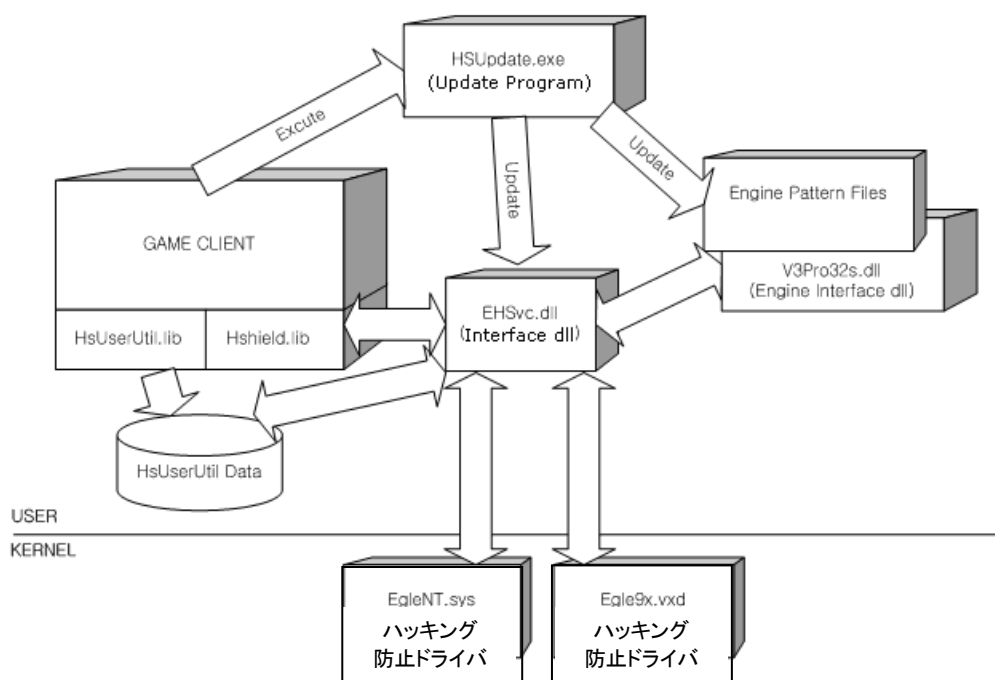 HSUpdate.exe
(Update Program)
Excute
Update
Update
Engine Pattern Files
GAME CLIENT
V3Pro32s.dll
(Engine Interface dll)
EHSvc.dll
(Interface dll)
HsUserUtil.lib
Hshield.lib
HsUserUtil Data
USER
KERNEL
EgleNT.sys
ハッキング
防止ドライバ
Egle9x.vxd
ハッキング
防止ドライバ